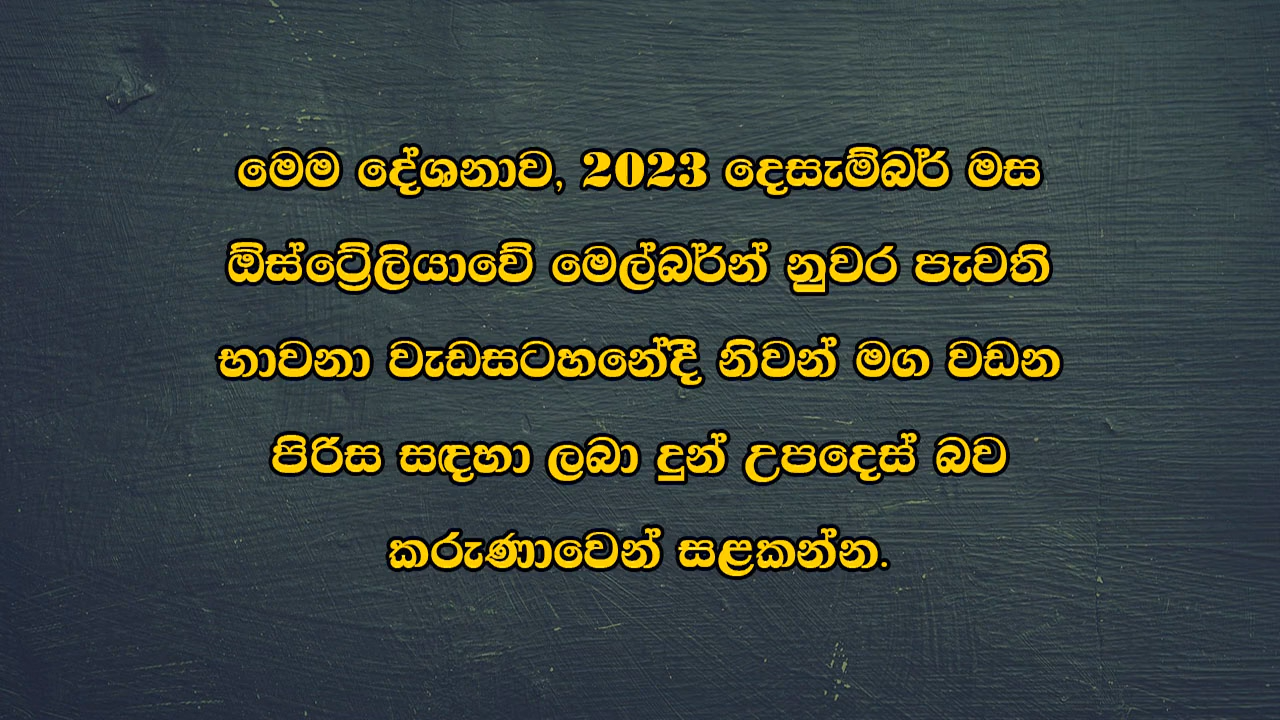 මෙම දේශනාව, 2023 දෙසැම්බර් මස
ඕස්ට්‍රේලියාවේ මෙල්බර්න් නුවර පැවති
භාවනා වැඩසටහනේදී නිවන් මග වඩන
පිරිස සඳහා ලබා දුන් උපදෙස් බව
කරුණාවෙන් සළකන්න.